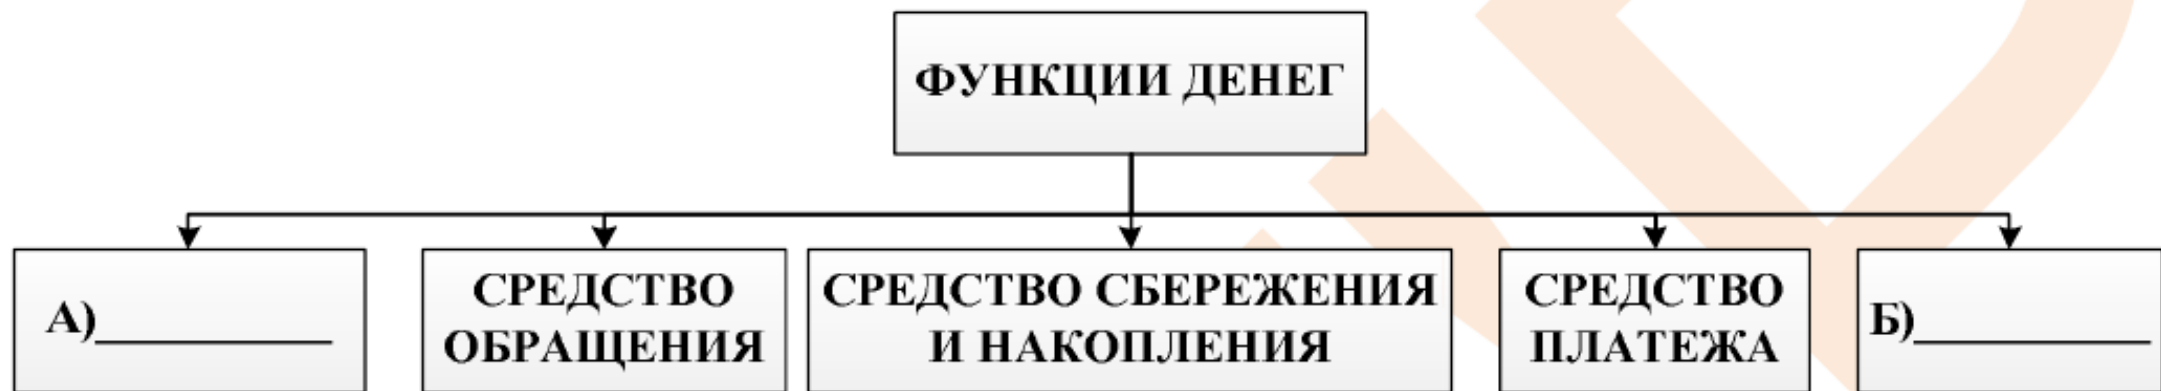 ФУНКЦИИ ДЕНЕГ
А)__________
СРЕДСТВО
ОБРАЩЕНИЯ
СРЕДСТВО СБЕРЕЖЕНИЯ
И НАКОПЛЕНИЯ
СРЕДСТВО
ПЛАТЕЖА
Б)__________